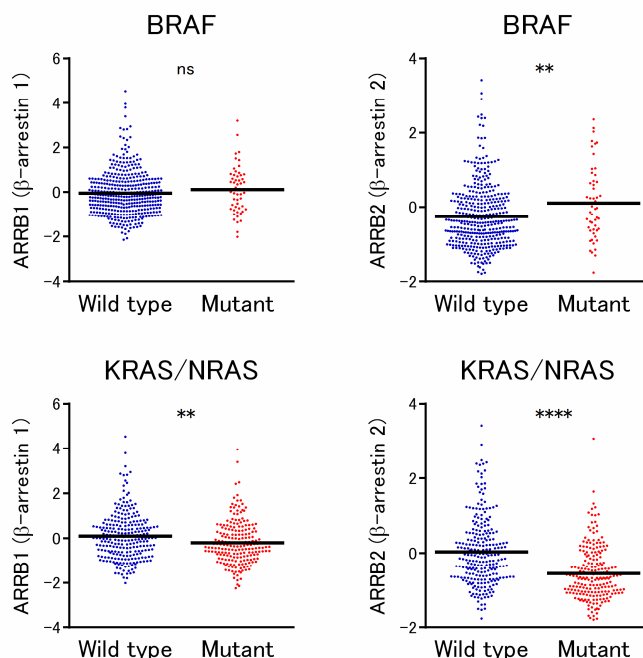 BRAF
ns
ARRB1 (β-arrestin 1)
6
4
2
0
−2
−4
Wild type
Mutant
BRAF
**
ARRB2 (β-arrestin 2)
4
2
0
−2
Wild type
Mutant
KRAS/NRAS
**
ARRB1 (β-arrestin 1)
6
4
2
0
−2
−4
Wild type
Mutant
KRAS/NRAS
****
ARRB2 (β-arrestin 2)
4
2
0
−2
Wild type
Mutant